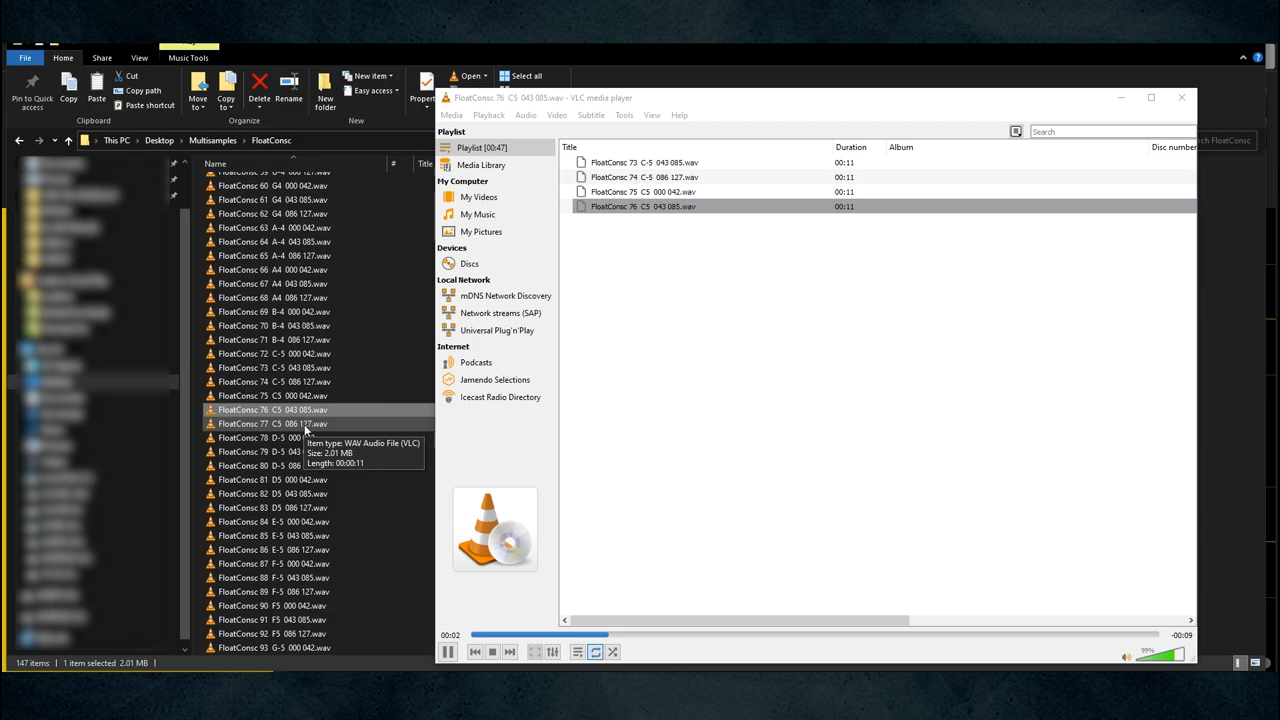 File
Home
Share
View
Music Tools
Pin to Quick access
Copy
Paste
Cut
Copy path
Paste shortcut
Clipboard
Move to
Copy to
Delete
Rename
Organize
New folder
New item
Easy access
New
Propert
Open
Select all
This PC
Desktop
Multisamples
FloatConsc
rch FloatConsc
Name
#
Title
FloatConsc 60 G4 000 042.wav
FloatConsc 61 G4 043 085.wav
FloatConsc 62 G4 086 127.wav
FloatConsc 63 A-4 000 042.wav
FloatConsc 64 A-4 043 085.wav
FloatConsc 65 A-4 086 127.wav
FloatConsc 66 A4 000 042.wav
FloatConsc 67 A4 043 085.wav
FloatConsc 68 A4 086 127.wav
FloatConsc 69 B-4 000 042.wav
FloatConsc 70 B-4 043 085.wav
FloatConsc 71 B-4 086 127.wav
FloatConsc 72 C-5 000 042.wav
FloatConsc 73 C-5 043 085.wav
FloatConsc 74 C-5 086 127.wav
FloatConsc 75 C5 000 042.wav
FloatConsc 76 C5 043 085.wav
FloatConsc 77 C5 086 127.wav
FloatConsc 78 D-5 000
FloatConsc 79 D-5 043
FloatConsc 80 D-5 086
FloatConsc 81 D5 000 042.wav
FloatConsc 82 D5 043 085.wav
FloatConsc 83 D5 086 127.wav
FloatConsc 84 E-5 000 042.wav
FloatConsc 85 E-5 043 085.wav
FloatConsc 86 E-5 086 127.wav
FloatConsc 87 F-5 000 042.wav
FloatConsc 88 F-5 043 085.wav
FloatConsc 89 F-5 086 127.wav
FloatConsc 90 F5 000 042.wav
FloatConsc 91 F5 043 085.wav
FloatConsc 92 F5 086 127.wav
FloatConsc 93 G-5 000 042.wav
Item type: WAV Audio File (VLC)
Size: 2.01 MB
Length: 00:00:11
147 items
1 item selected 2.01 MB
FloatConsc 76 C5 043 085.wav - VLC media player
Media
Playback
Audio
Video
Subtitle
Tools
View
Help
Playlist
Search
Playlist [00:47]
Media Library
My Computer
My Videos
My Music
My Pictures
Devices
Discs
Local Network
mDNS Network Discovery
Network streams (SAP)
Universal Plug'n'Play
Internet
Podcasts
Jamendo Selections
Icecast Radio Directory
Title
Duration
Album
Disc number
FloatConsc 73 C-5 043 085.wav 00:11
FloatConsc 74 C-5 086 127.wav 00:11
FloatConsc 75 C5 000 042.wav 00:11
FloatConsc 76 C5 043 085.wav 00:11
00:02
-00:09
99%